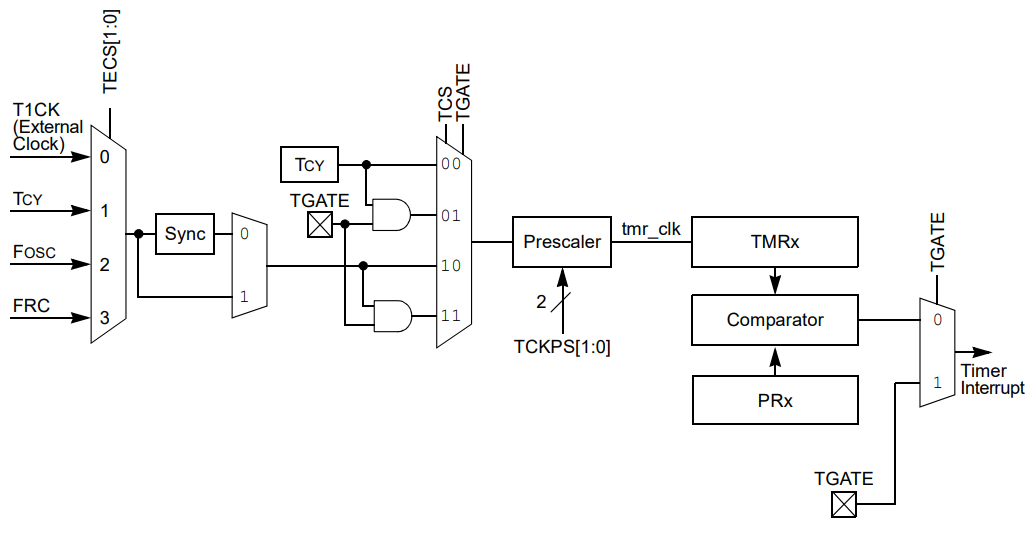 TECS[1:0]
T1CK
(External
Clock)
0
TCY
1
FOSC
2
FRC
3
Sync
0
1
TCY
TGATE
TCS
TGATE
00
01
10
11
Prescaler
2
TCKPS[1:0]
tmr_clk
TMRx
Comparator
PRx
TGATE
0
1
Timer
Interrupt
TGATE